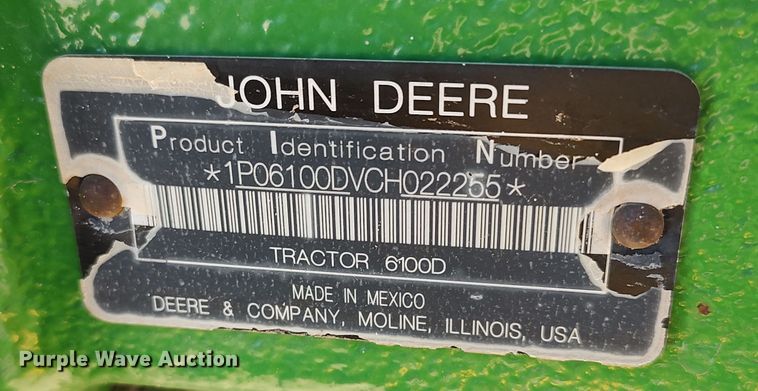 JOHN DEERE
Product Identification Number
*1P06100DVCH022255*
TRACTOR 6100D
MADE IN MEXICO
DEERE & COMPANY, MOLINE, ILLINOIS, USA
Purple Wave Auction